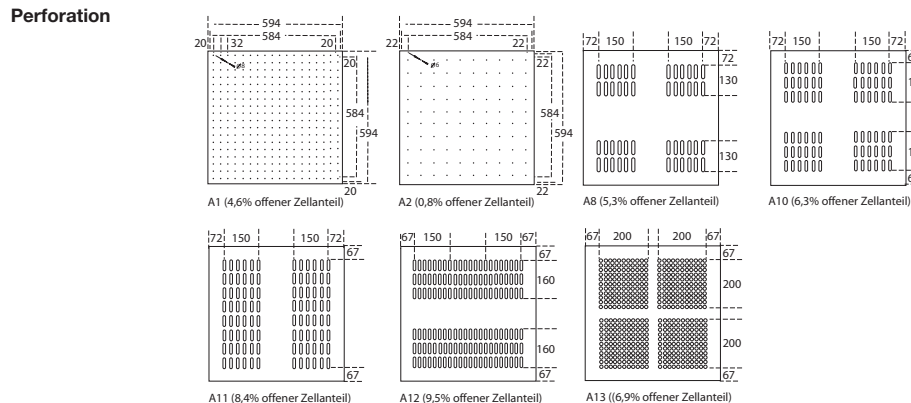 Perforation
594
584
20 32 20
Ø8
20
584
594
20
A1 (4,6% offener Zellanteil)
594
584
22 22
Ø6
22
584
594
22
A2 (0,8% offener Zellanteil)
72 150 150 72
72
130
130
A8 (5,3% offener Zellanteil)
72 150 150
A10 (6,3% offener Zellanteil)
72 150 150 72
67
67
A11 (8,4% offener Zellanteil)
67 150 150 67
67
160
160
67
A12 (9,5% offener Zellanteil)
67 200 200 67
67
200
200
67
A13 ((6,9% offener Zellanteil)